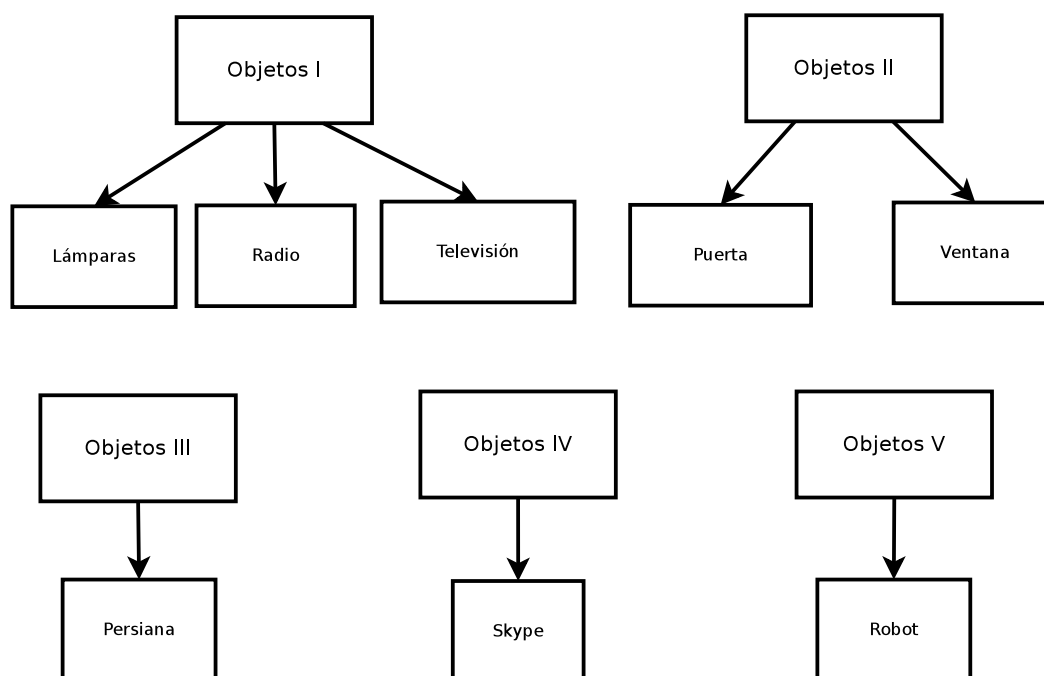 Objetos I
Objetos II
Lámparas
Radio
Televisión
Puerta
Ventana
Objetos III
Objetos IV
Objetos V
Persiana
Skype
Robot